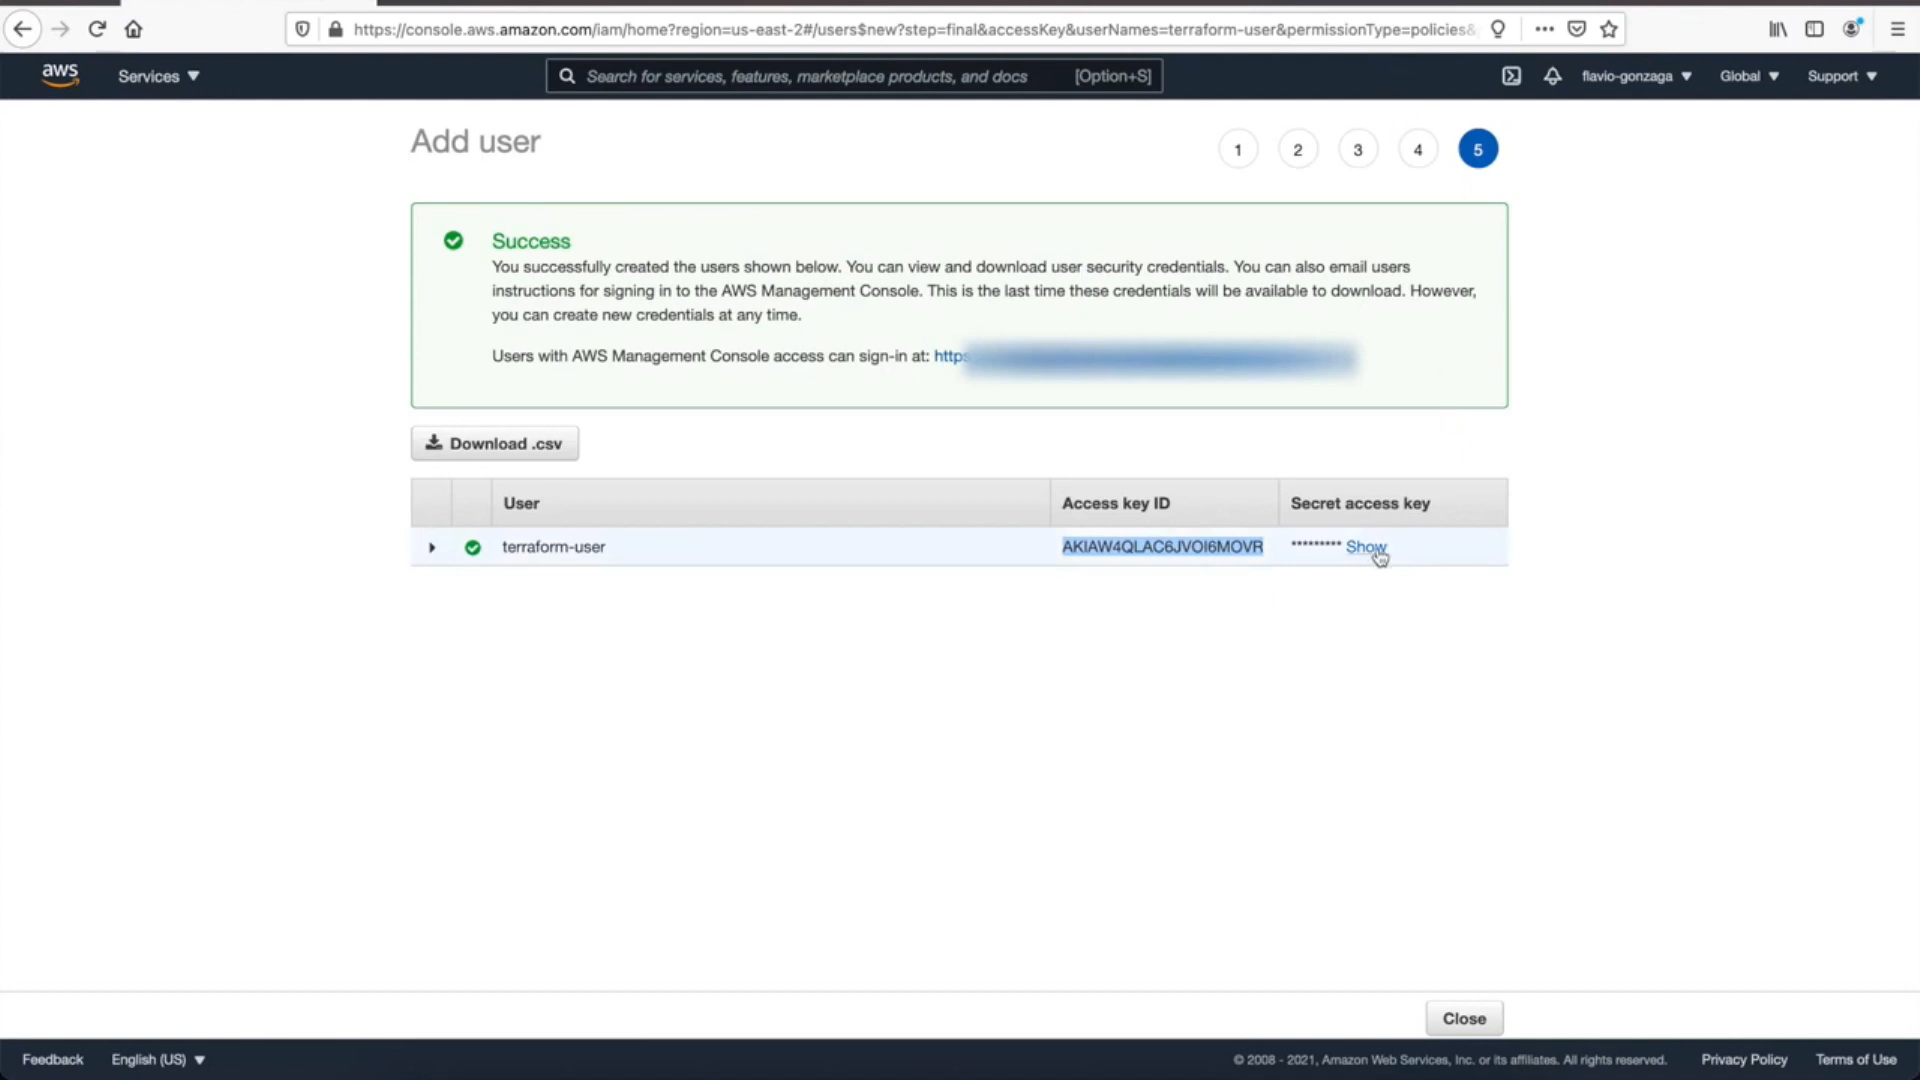 https://console.aws.amazon.com/iam/home?region=us-east-2#/users$new?step=final&accessKey&userNames=terraform-user&permissionType=policies&
aws Services Search for services, features, marketplace products, and docs [Option+S] flavio-gonzaga Global Support
Add user
1 2 3 4 5
Success
You successfully created the users shown below. You can view and download user security credentials. You can also email users
instructions for signing in to the AWS Management Console. This is the last time these credentials will be available to download. However,
you can create new credentials at any time.
Users with AWS Management Console access can sign-in at: https
Download .csv
User Access key ID Secret access key
terraform-user AKIAW4QLAC6JVOI6MOVR ********* Show
Close
Feedback English (US) © 2008 - 2021, Amazon Web Services, Inc. or its affiliates. All rights reserved. Privacy Policy Terms of Use